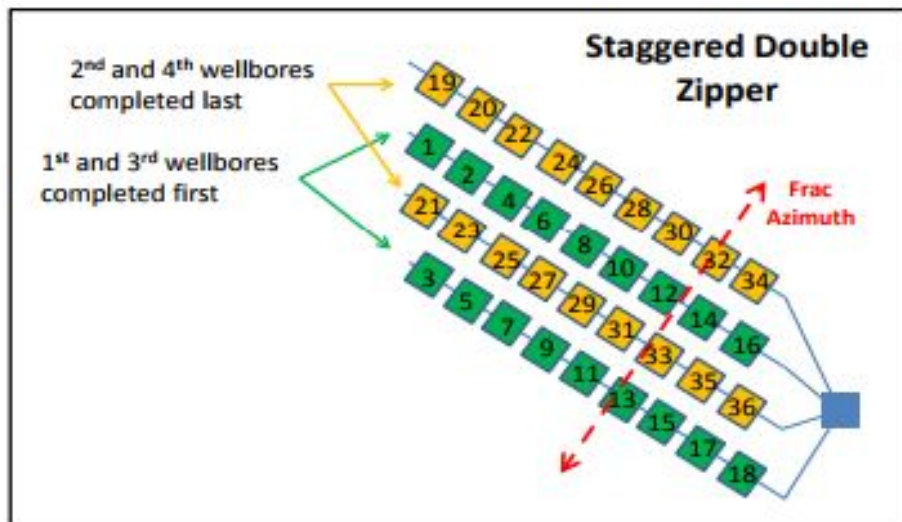 Staggered Double
Zipper
2nd and 4th wellbores
completed last
1st and 3rd wellbores
completed first
Frac
Azimuth
19 20 22 24 26 28 30 32 34
1 2 4 6 8 10 12 14 16
21 23 25 27 29 31 33 35 36
3 5 7 9 11 13 15 17 18